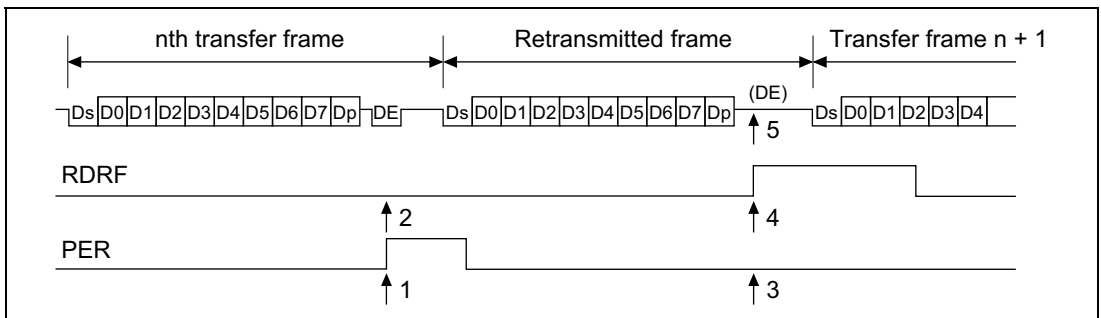 nth transfer frame Retransmitted frame Transfer frame n + 1
(DE)
Ds D0 D1 D2 D3 D4 D5 D6 D7 Dp DE Ds D0 D1 D2 D3 D4 D5 D6 D7 Dp Ds D0 D1 D2 D3 D4
5
RDRF
2 4
PER
1 3